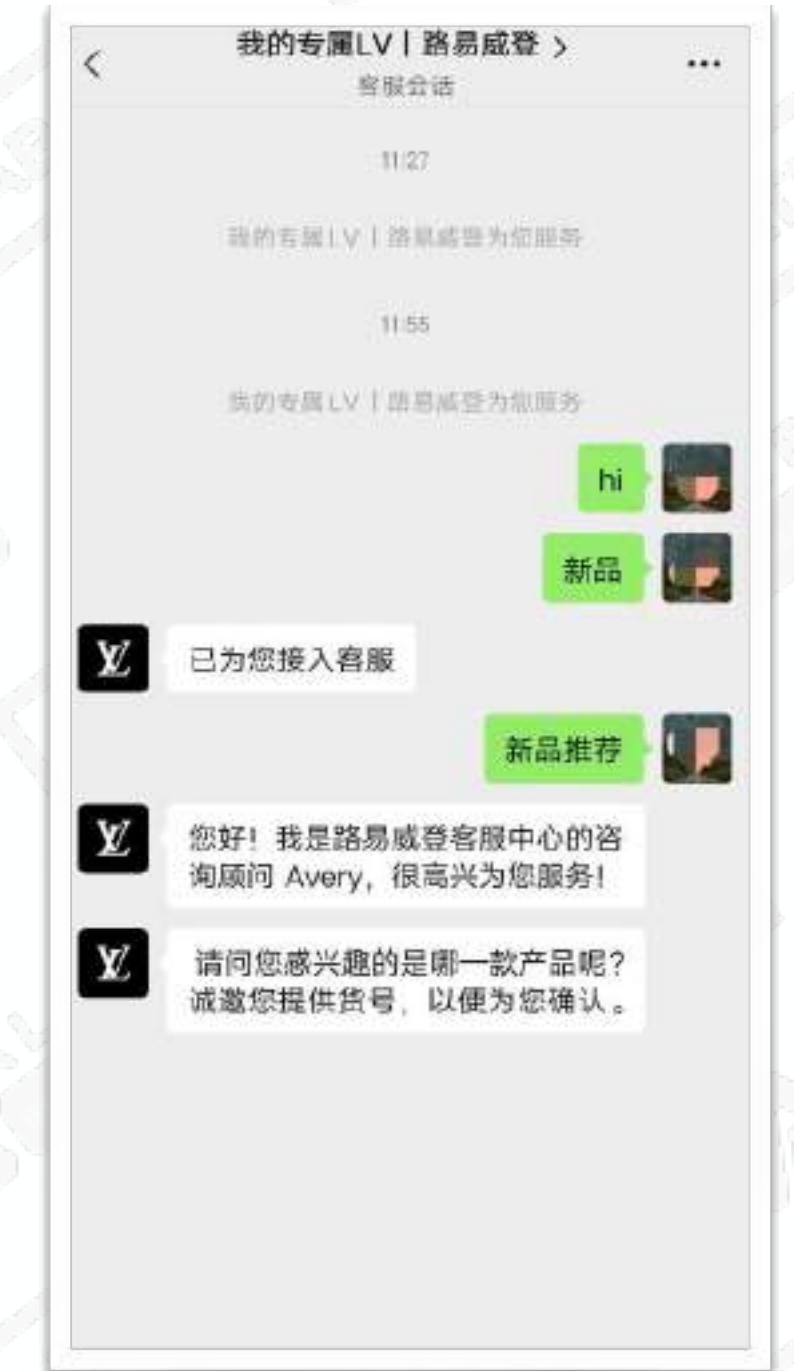 我的专属LV丨路易威登 >
客服会话
11:27
我的专属LV丨路易威登为您服务
11:55
我的专属LV丨路易威登为您服务
hi
新品
已为您接入客服
新品推荐
您好！我是路易威登客服中心的咨
询顾问 Avery，很高兴为您服务！
请问您感兴趣的是哪一款产品呢？
诚邀您提供货号，以便为您确认。